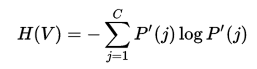 $$H(V) = -\sum_{j=1}^{C} P'(j) \log P'(j)$$